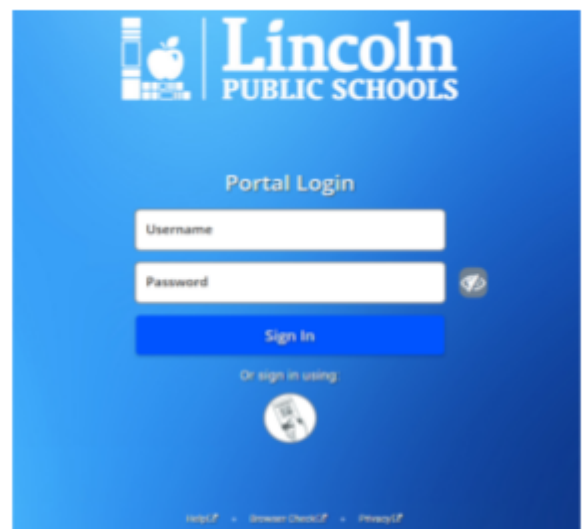 Lincoln
PUBLIC SCHOOLS
Portal Login
Username
Password
Sign In
Or sign in using:
Help • Browser Check • Privacy